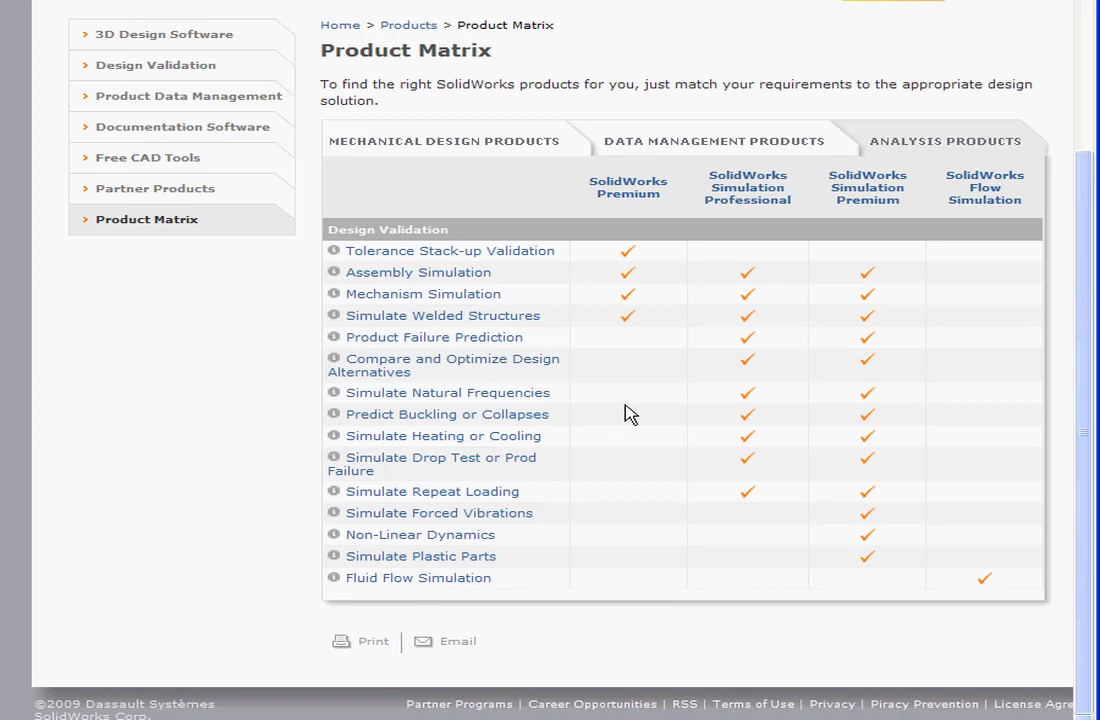 Home > Products > Product Matrix
3D Design Software
Design Validation
Product Data Management
Documentation Software
Free CAD Tools
Partner Products
Product Matrix
Product Matrix
To find the right SolidWorks products for you, just match your requirements to the appropriate design
solution.
MECHANICAL DESIGN PRODUCTS DATA MANAGEMENT PRODUCTS ANALYSIS PRODUCTS
SolidWorks
Premium
SolidWorks
Simulation
Professional
SolidWorks
Simulation
Premium
SolidWorks
Flow
Simulation
Design Validation
Tolerance Stack-up Validation
Assembly Simulation
Mechanism Simulation
Simulate Welded Structures
Product Failure Prediction
Compare and Optimize Design
Alternatives
Simulate Natural Frequencies
Predict Buckling or Collapses
Simulate Heating or Cooling
Simulate Drop Test or Prod
Failure
Simulate Repeat Loading
Simulate Forced Vibrations
Non-Linear Dynamics
Simulate Plastic Parts
Fluid Flow Simulation
Print | Email
©2009 Dassault Systèmes
SolidWorks Corp.
Partner Programs | Career Opportunities | RSS | Terms of Use | Privacy | Piracy Prevention | License Agre